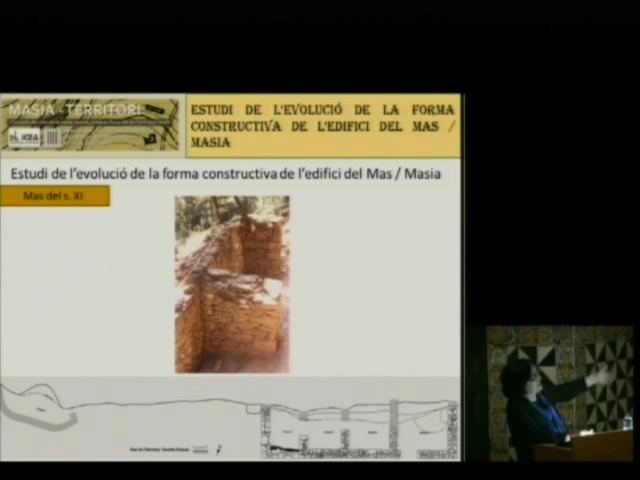 MASIA - TERRITORI
ICEA
ESTUDI DE L'EVOLUCIÓ DE LA FORMA
CONSTRUCTIVA DE L'EDIFICI DEL MAS /
MASIA
Estudi de l'evolució de la forma constructiva de l'edifici del Mas / Masia
Mas del s. XI